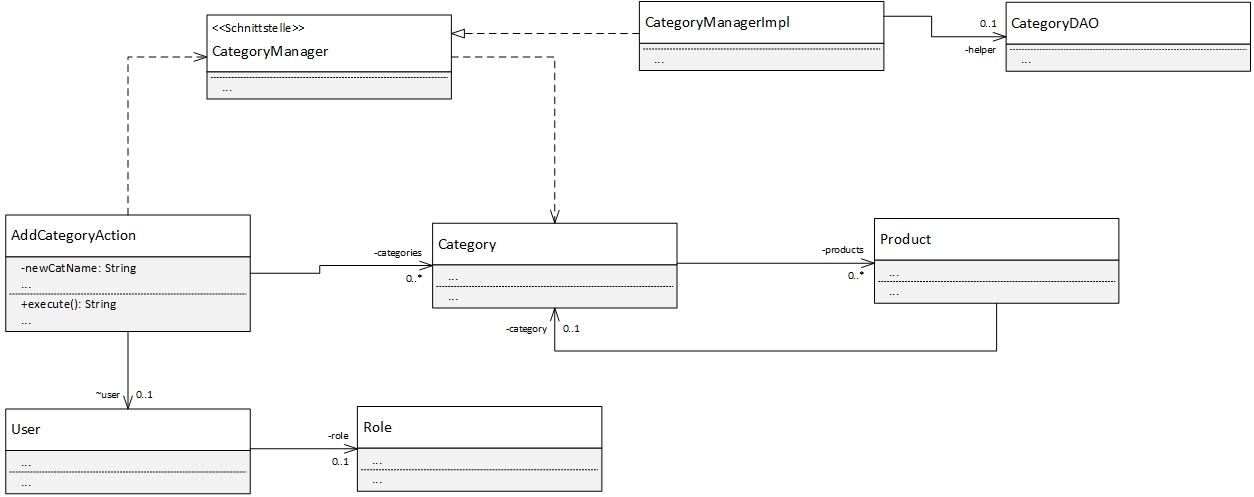 <<Schnittstelle>>
CategoryManager
...
CategoryManagerImpl
...
0..1
-helper
CategoryDAO
...
AddCategoryAction
-newCatName: String
...
+execute(): String
...
-categories
0..*
Category
...
...
-products
0..*
Product
...
...
-category
0..1
~user
0..1
User
...
...
-role
0..1
Role
...
...